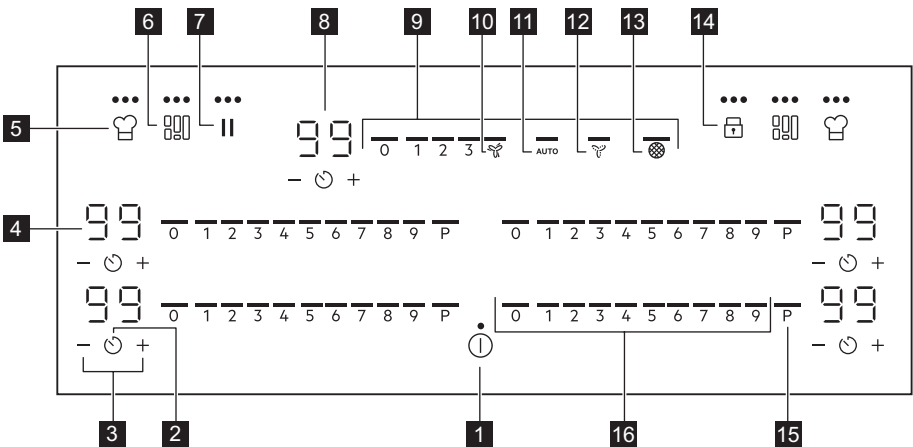 6 7 8 9 10 11 12 13 14
5
99
0 1 2 3 AUTO
− +
4
99 0 1 2 3 4 5 6 7 8 9 P 0 1 2 3 4 5 6 7 8 9 P 99
− + − +
99 0 1 2 3 4 5 6 7 8 9 P 0 1 2 3 4 5 6 7 8 9 P 99
− + − +
3 2 1 16 15